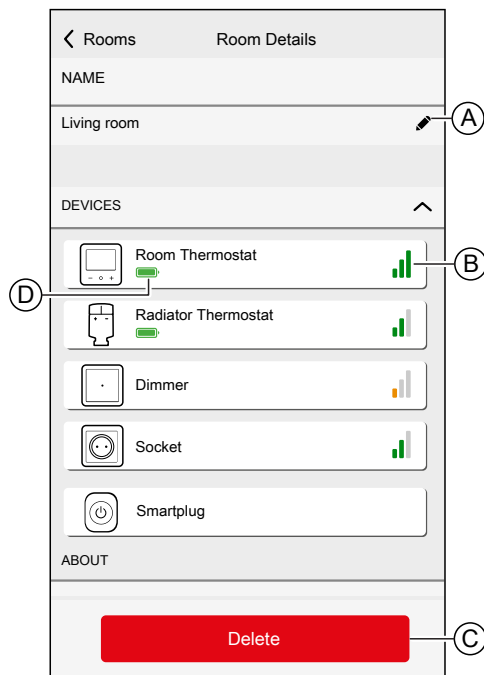 Rooms Room Details
NAME
Living room
A
DEVICES
Room Thermostat
B
D
Radiator Thermostat
Dimmer
Socket
Smartplug
ABOUT
Delete
C